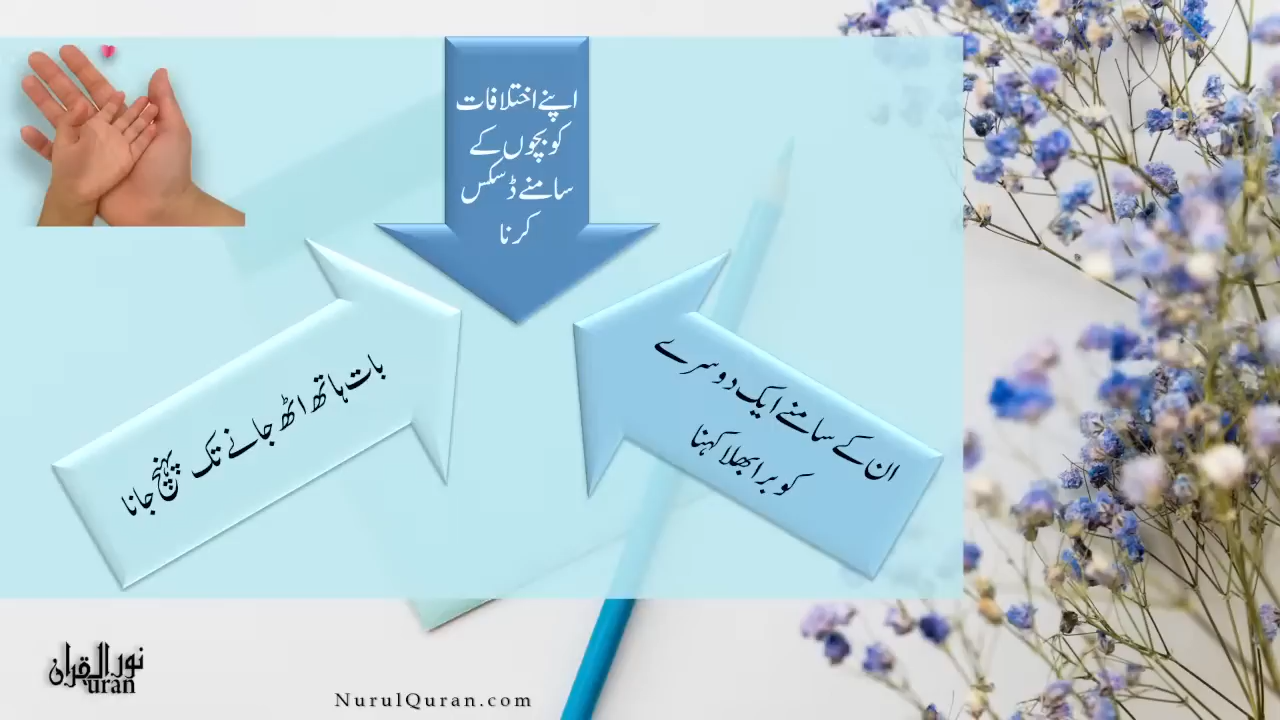 اپنے اختلافات
کو بچوں کے
سامنے ڈسکس
کرنا
ان کے سامنے ایک دوسرے
کو برا بھلا کہنا
بات ہاتھ اٹھ جانے تک پہنچ جانا
نور القرآن
uran
NurulQuran.com